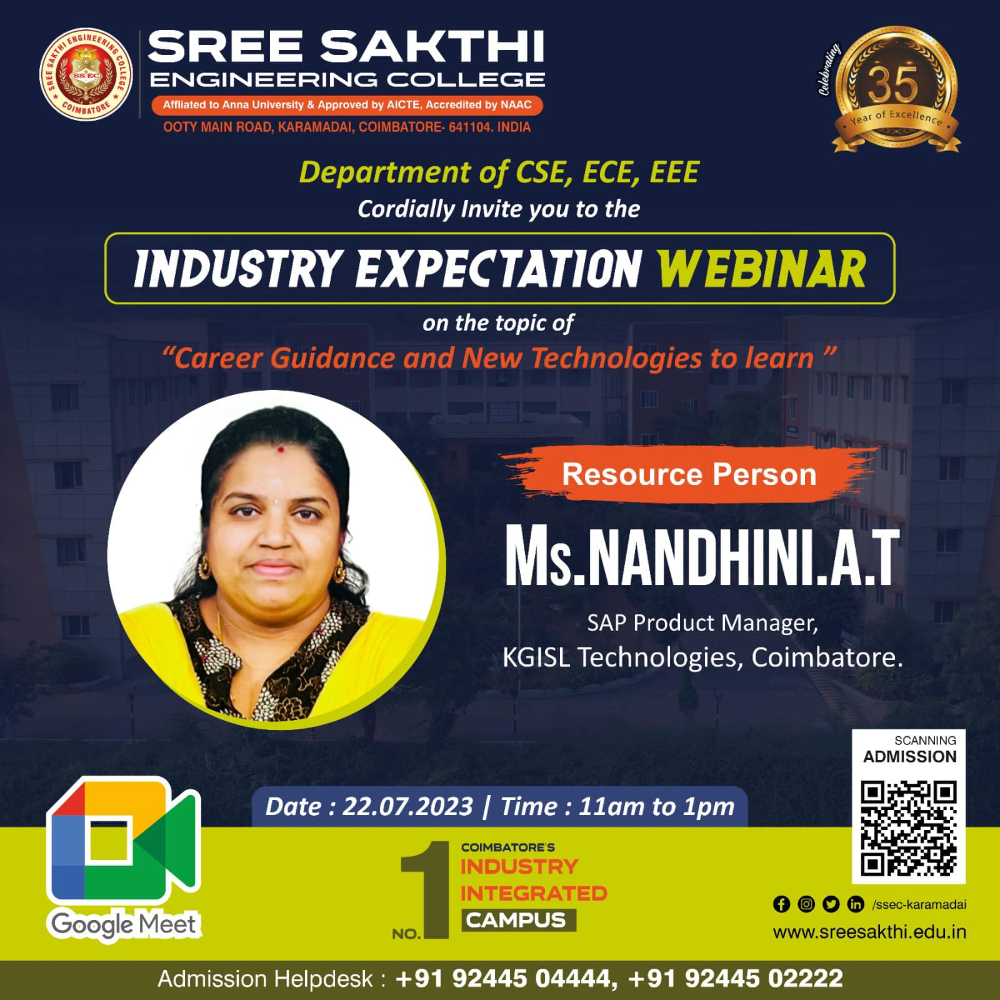 SREE SAKTHI ENGINEERING COLLEGE
SSEC
COIMBATORE
SREE SAKTHI
ENGINEERING COLLEGE
Affliated to Anna University & Approved by AICTE, Accredited by NAAC
OOTY MAIN ROAD, KARAMADAI, COIMBATORE- 641104. INDIA
Celebrating
35
Year of Excellence
Department of CSE, ECE, EEE
Cordially Invite you to the
INDUSTRY EXPECTATION WEBINAR
on the topic of
“Career Guidance and New Technologies to learn ”
Resource Person
Ms.NANDHINI.A.T
SAP Product Manager,
KGISL Technologies, Coimbatore.
SCANNING
ADMISSION
Date : 22.07.2023 | Time : 11am to 1pm
Google Meet
NO.1
COIMBATORE'S
INDUSTRY
INTEGRATED
CAMPUS
/ssec-karamadai
www.sreesakthi.edu.in
Admission Helpdesk : +91 92445 04444, +91 92445 02222